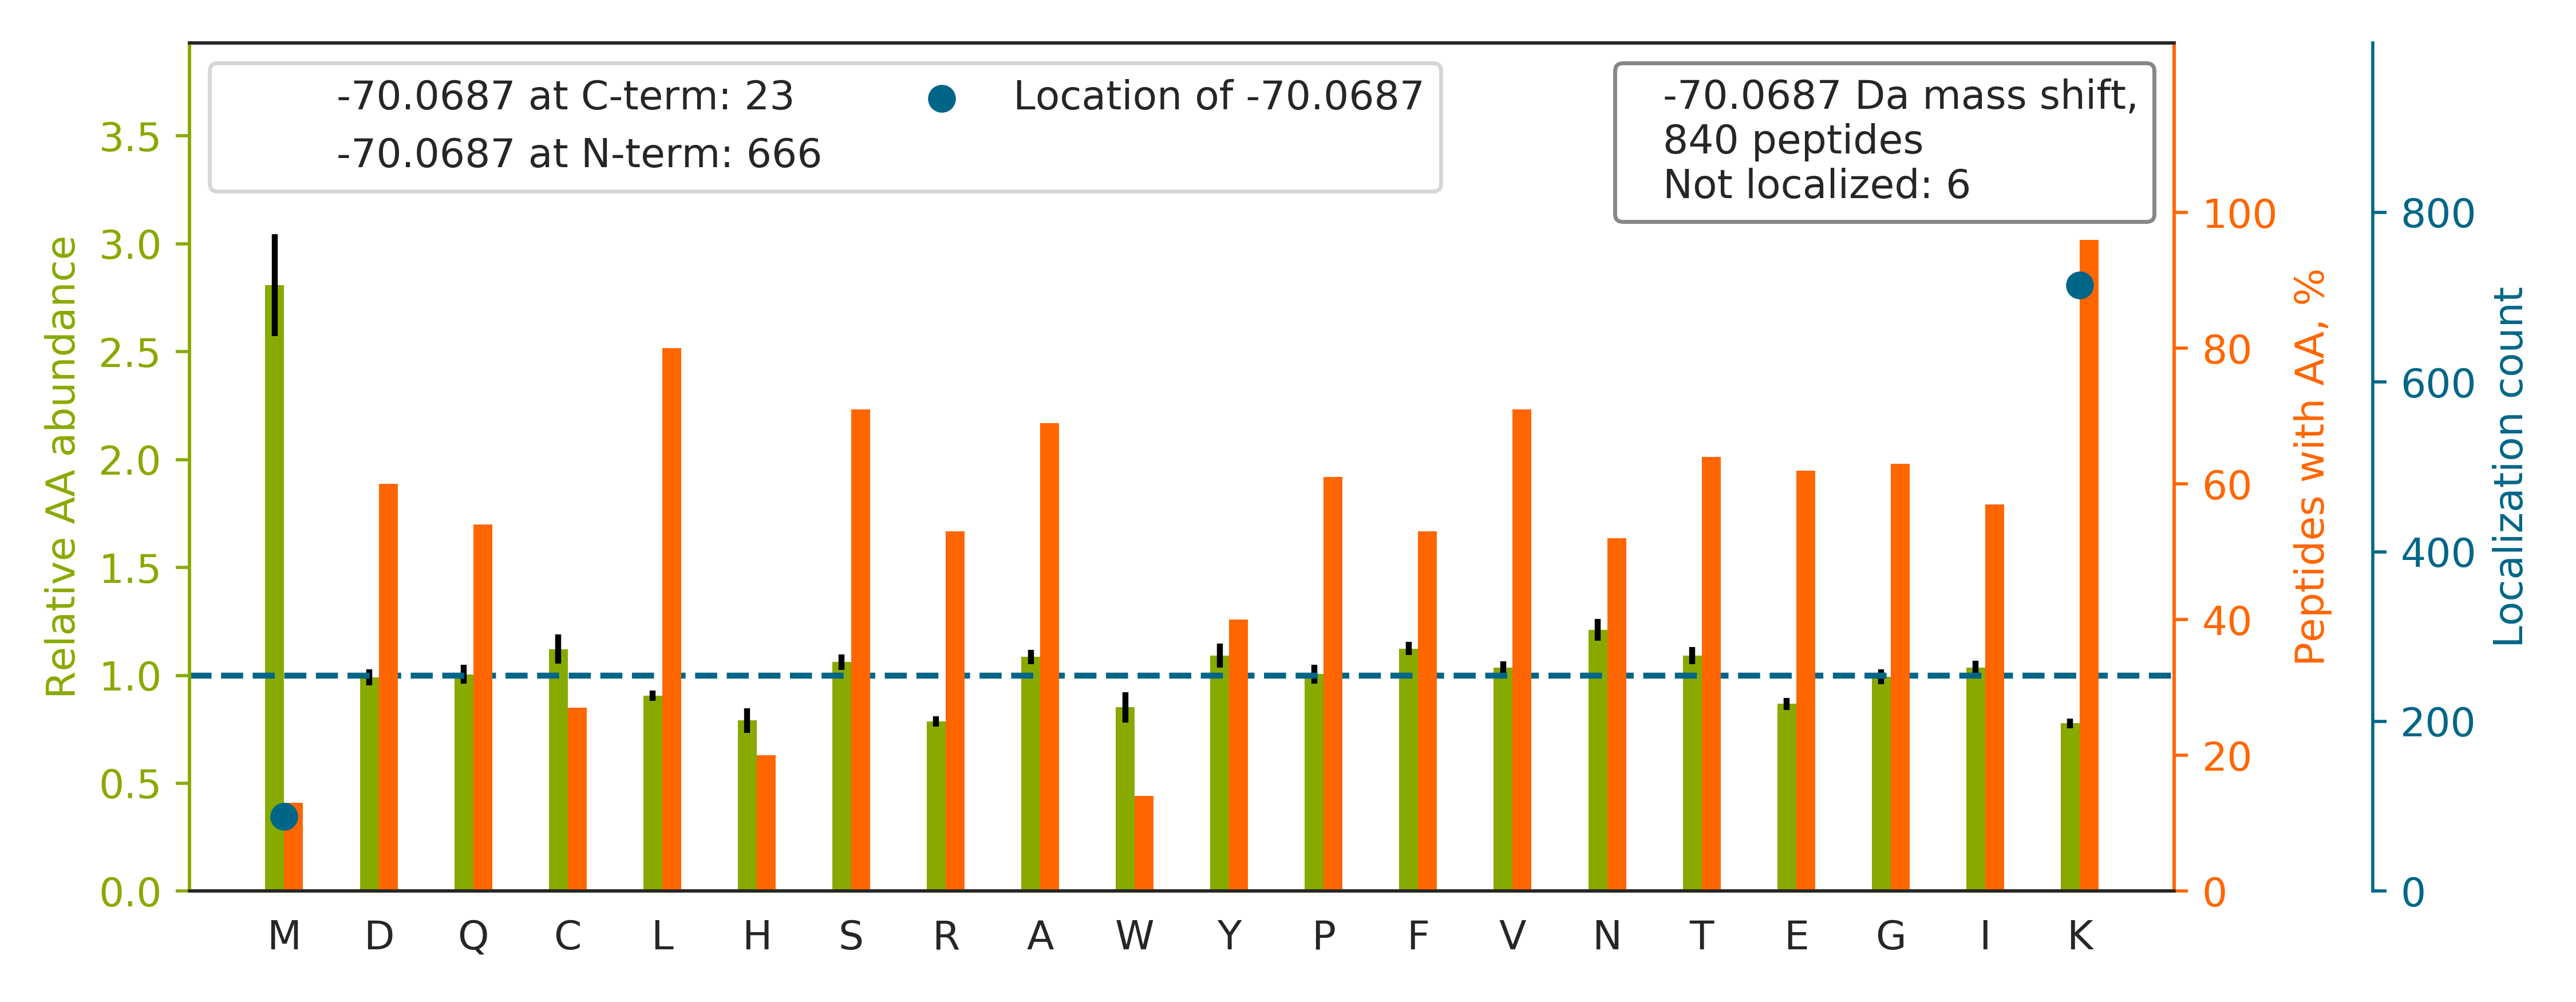 -70.0687 at C-term: 23
-70.0687 at N-term: 666
Location of -70.0687
-70.0687 Da mass shift,
840 peptides
Not localized: 6
Relative AA abundance
3.5
3.0
2.5
2.0
1.5
1.0
0.5
0.0
M D Q C L H S R A W Y P F V N T E G I K
100
80
60
40
20
0
Peptides with AA, %
800
600
400
200
0
Localization count